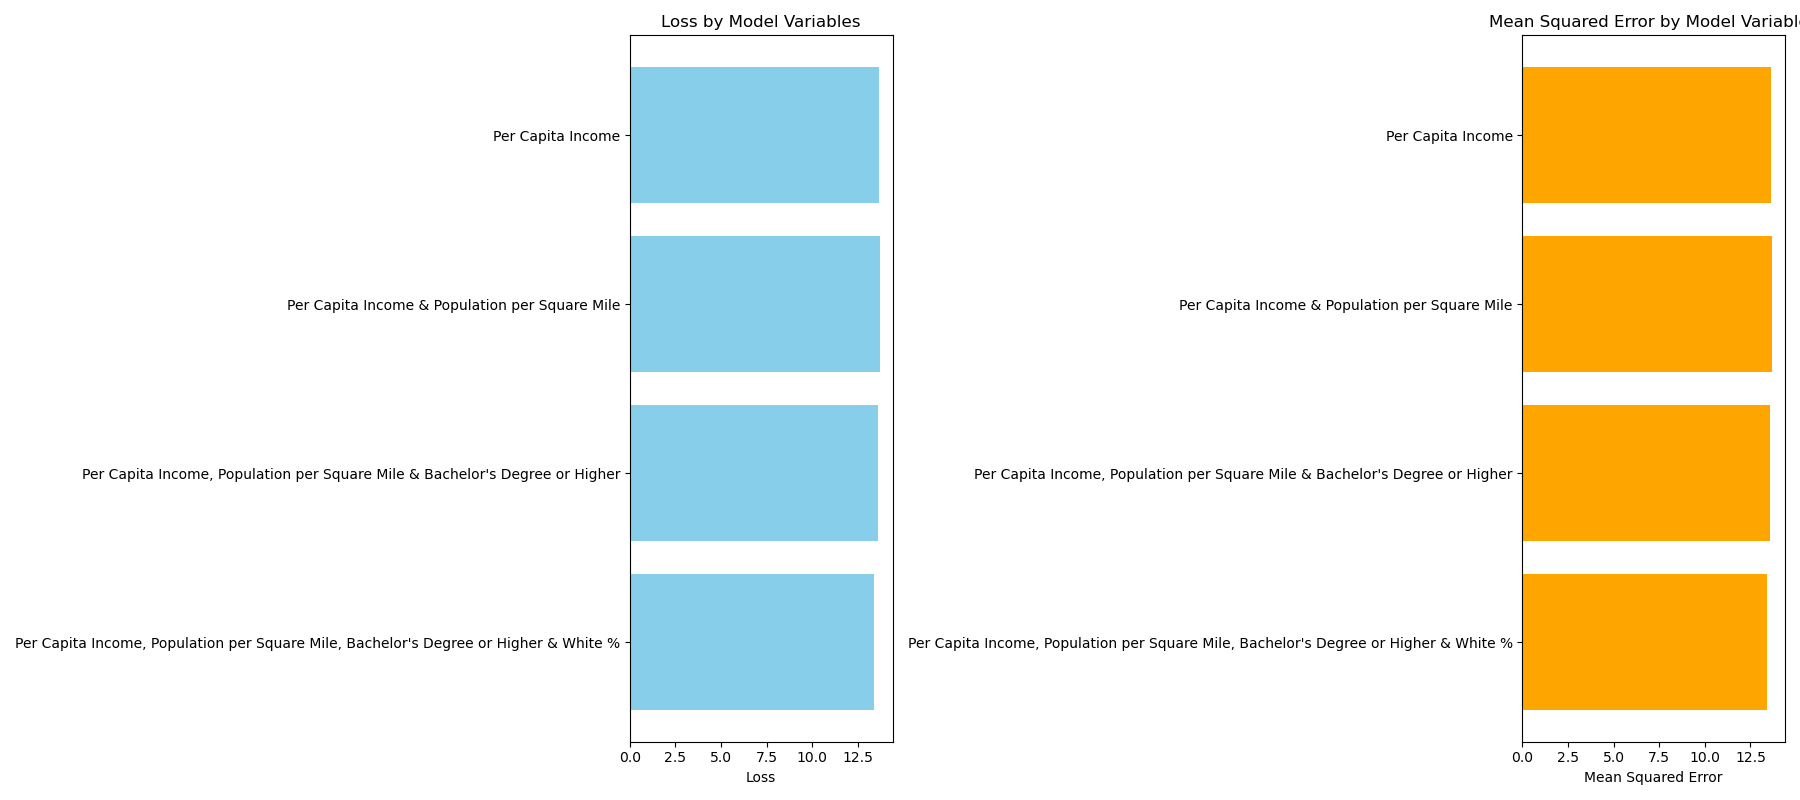 Loss by Model Variables
Per Capita Income
Per Capita Income & Population per Square Mile
Per Capita Income, Population per Square Mile & Bachelor's Degree or Higher
Per Capita Income, Population per Square Mile, Bachelor's Degree or Higher & White %
0.0 2.5 5.0 7.5 10.0 12.5
Loss
Mean Squared Error by Model Variabl
Per Capita Income
Per Capita Income & Population per Square Mile
Per Capita Income, Population per Square Mile & Bachelor's Degree or Higher
Per Capita Income, Population per Square Mile, Bachelor's Degree or Higher & White %
0.0 2.5 5.0 7.5 10.0 12.5
Mean Squared Error